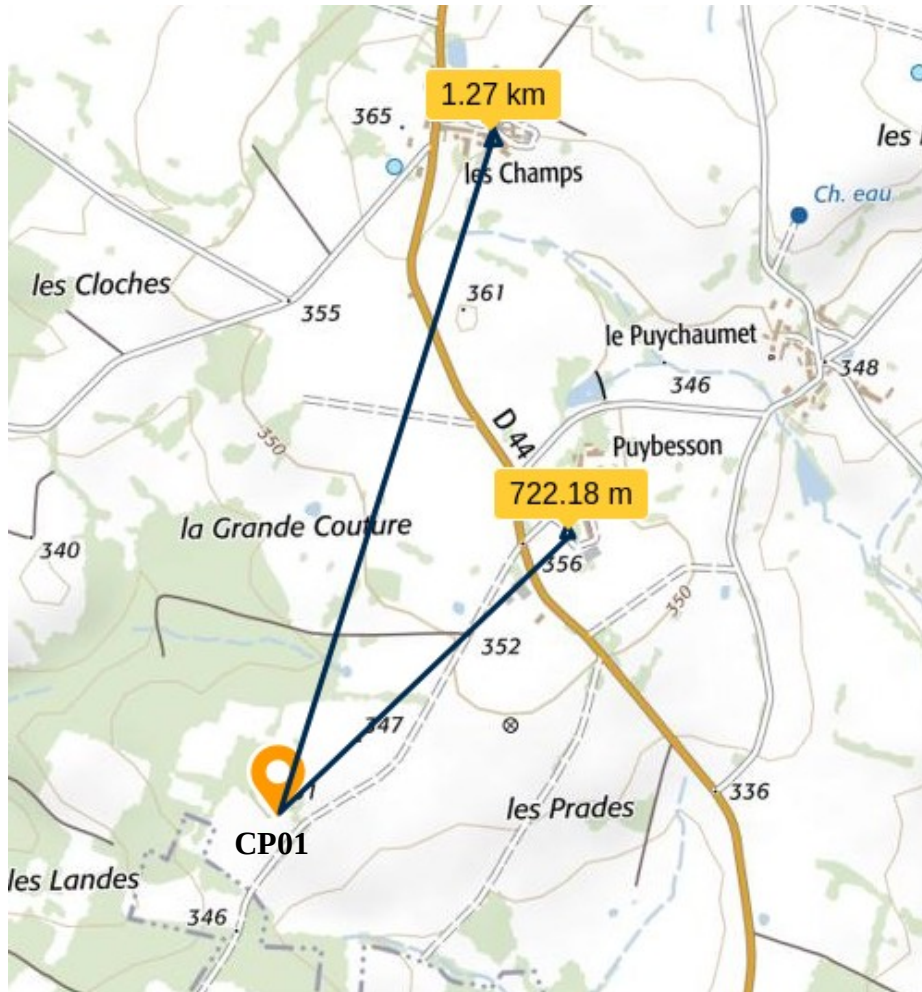 1.27 km
365
les Champs
les
Ch. eau
les Cloches
361
355
le Puychaumet
348
346
D 44
350
Puybesson
722.18 m
la Grande Couture
340
356
350
352
347
CP01
les Prades
336
les Landes
346